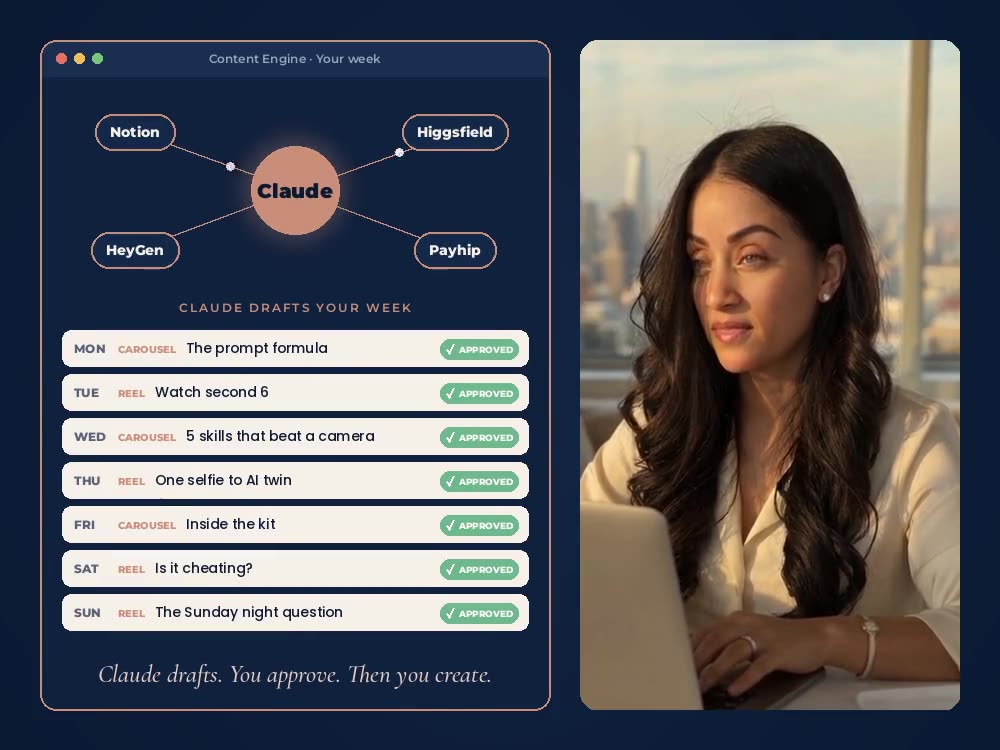 Content Engine · Your week
Notion
Higgsfield
Claude
HeyGen
Payhip
CLAUDE DRAFTS YOUR WEEK
MON CAROUSEL The prompt formula ✓ APPROVED
TUE REEL Watch second 6 ✓ APPROVED
WED CAROUSEL 5 skills that beat a camera ✓ APPROVED
THU REEL One selfie to AI twin ✓ APPROVED
FRI CAROUSEL Inside the kit ✓ APPROVED
SAT REEL Is it cheating? ✓ APPROVED
SUN REEL The Sunday night question ✓ APPROVED
Claude drafts. You approve. Then you create.